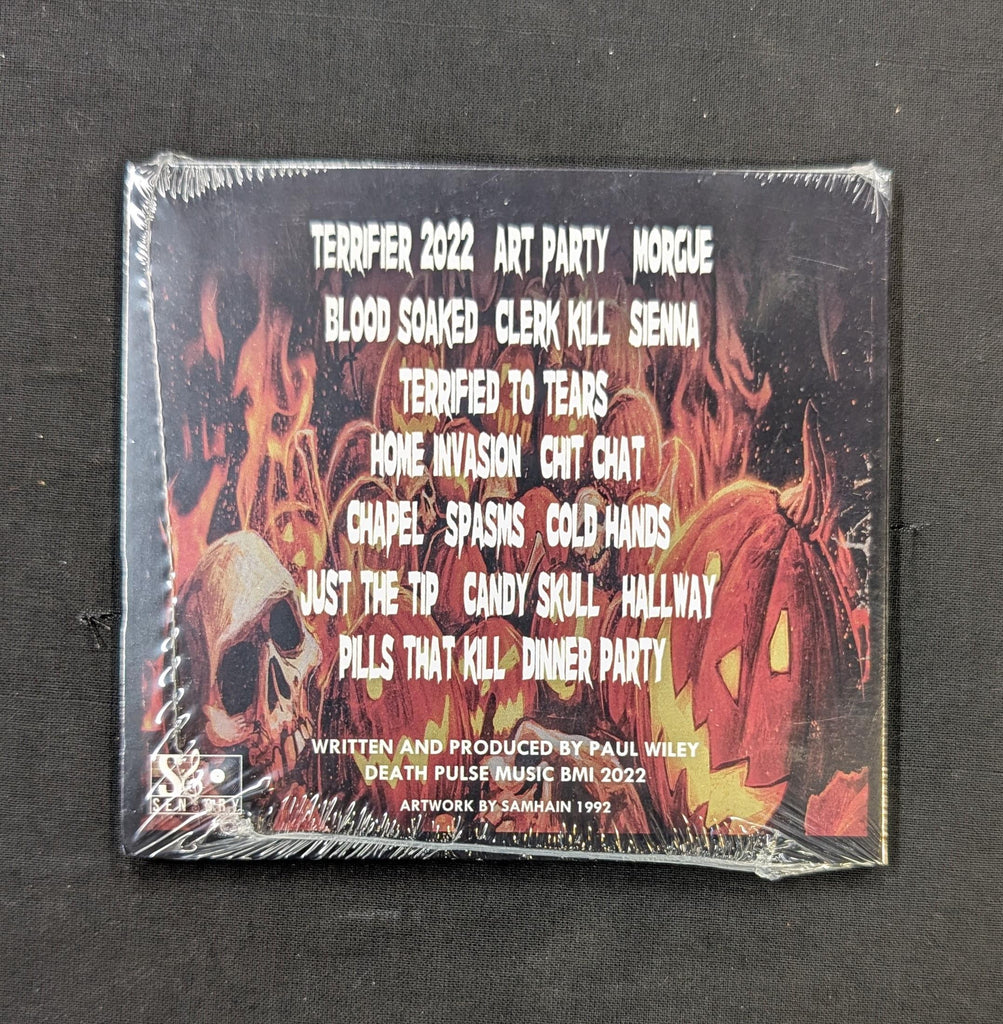 TERRIFIER 2022 ART PARTY MORGUE
BLOOD SOAKED CLERK KILL SIENNA
TERRIFIED TO TEARS
HOME INVASION CHIT CHAT
CHAPEL SPASMS COLD HANDS
JUST THE TIP CANDY SKULL HALLWAY
PILLS THAT KILL DINNER PARTY
WRITTEN AND PRODUCED BY PAUL WILEY
DEATH PULSE MUSIC BMI 2022
ARTWORK BY SAMHAIN 1992